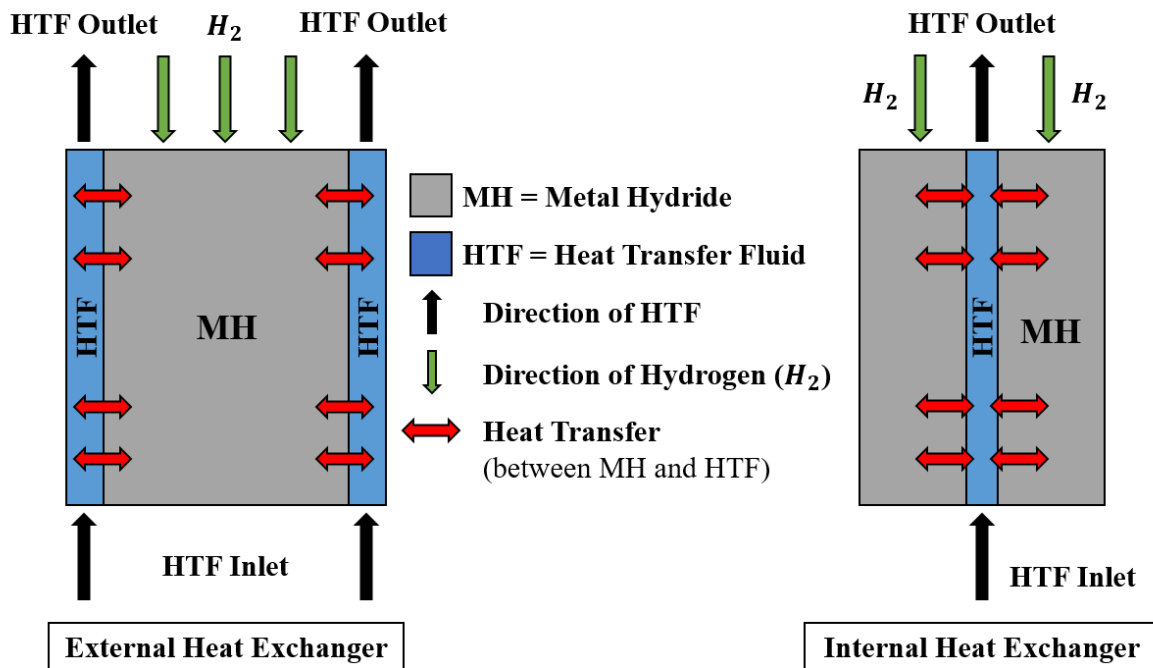 HTF Outlet
H₂
HTF Outlet
HTF
MH
HTF
HTF Inlet
External Heat Exchanger
MH = Metal Hydride
HTF = Heat Transfer Fluid
Direction of HTF
Direction of Hydrogen (H₂)
Heat Transfer
(between MH and HTF)
HTF Outlet
H₂
H₂
HTF
MH
HTF Inlet
Internal Heat Exchanger